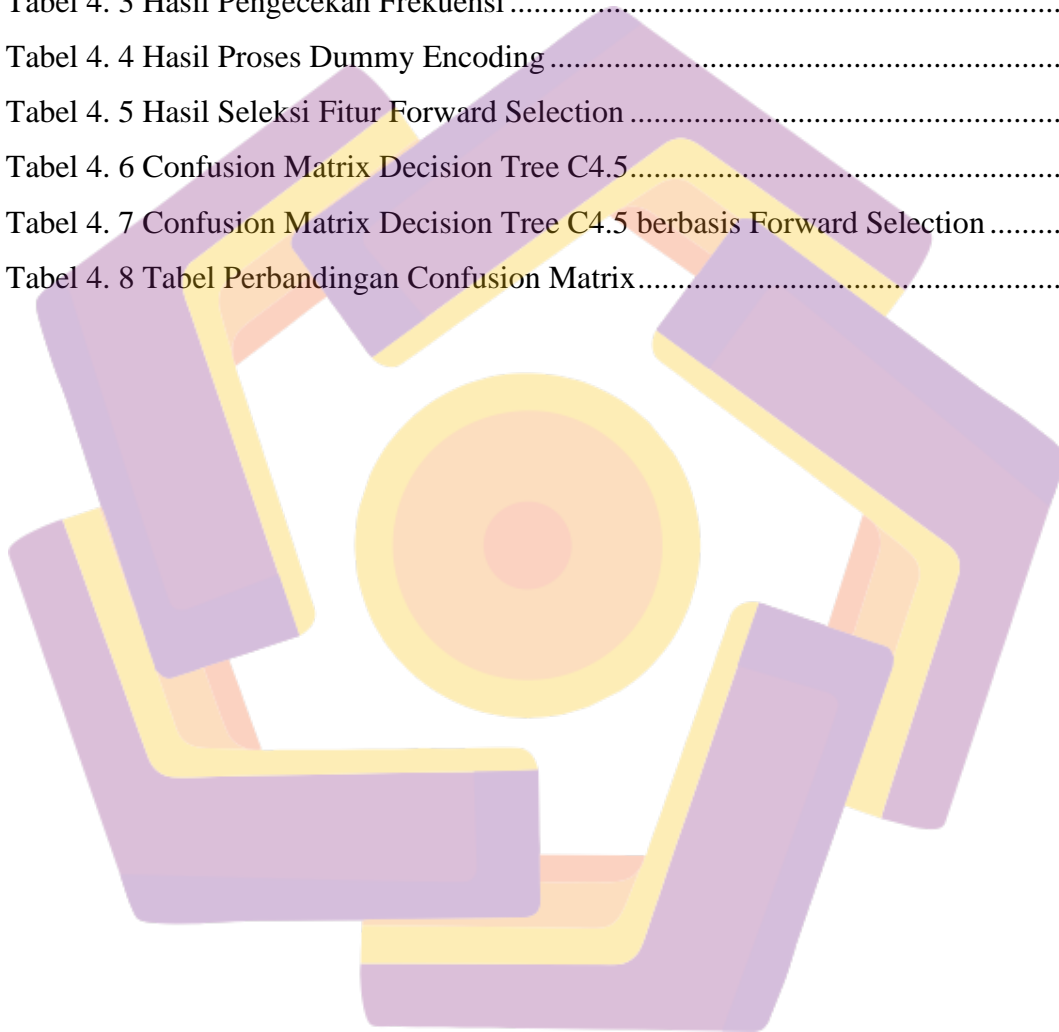 Tabel 4. 3 Hasil Pengecekan Frekuensi ..........................................................................
Tabel 4. 4 Hasil Proses Dummy Encoding .....................................................................
Tabel 4. 5 Hasil Seleksi Fitur Forward Selection ..........................................................
Tabel 4. 6 Confusion Matrix Decision Tree C4.5..........................................................
Tabel 4. 7 Confusion Matrix Decision Tree C4.5 berbasis Forward Selection .........
Tabel 4. 8 Tabel Perbandingan Confusion Matrix.........................................................